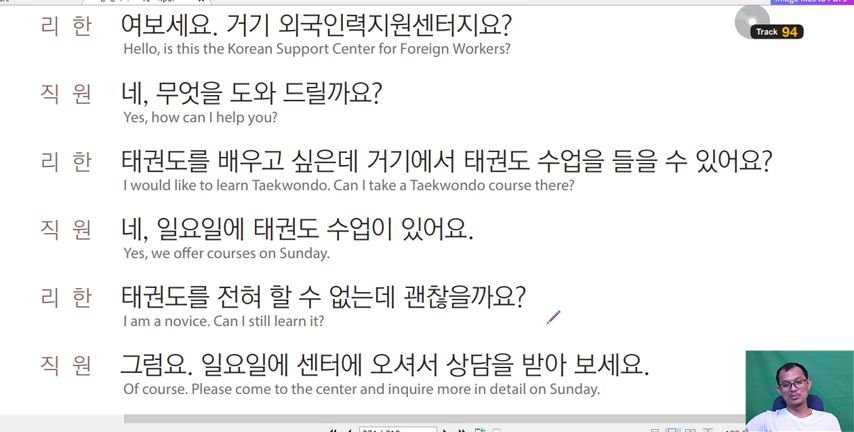 Track 94
리 한 여보세요. 거기 외국인력지원센터지요?
Hello, is this the Korean Support Center for Foreign Workers?
직 원 네, 무엇을 도와 드릴까요?
Yes, how can I help you?
리 한 태권도를 배우고 싶은데 거기에서 태권도 수업을 들을 수 있어요?
I would like to learn Taekwondo. Can I take a Taekwondo course there?
직 원 네, 일요일에 태권도 수업이 있어요.
Yes, we offer courses on Sunday.
리 한 태권도를 전혀 할 수 없는데 괜찮을까요?
I am a novice. Can I still learn it?
직 원 그럼요. 일요일에 센터에 오셔서 상담을 받아 보세요.
Of course. Please come to the center and inquire more in detail on Sunday.